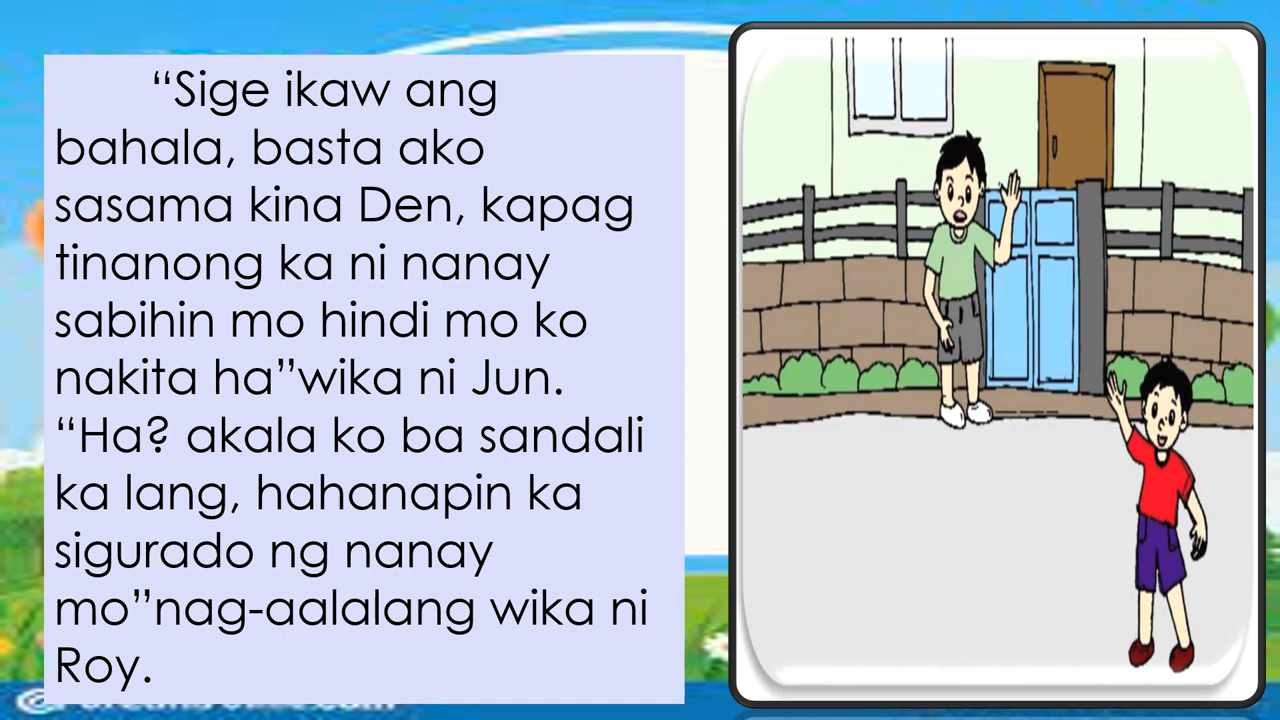 “Sige ikaw ang
bahala, basta ako
sasama kina Den, kapag
tinanong ka ni nanay
sabihin mo hindi mo ko
nakita ha”wika ni Jun.
“Ha? akala ko ba sandali
ka lang, hahanapin ka
sigurado ng nanay
mo”nag-aalalang wika ni
Roy.